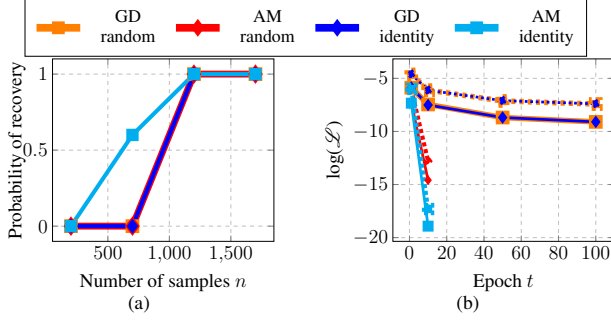 GD random
AM random
GD identity
AM identity
Probability of recovery
1
0.5
0
500
1,000
1,500
Number of samples n
(a)
log(ℒ)
−5
−10
−15
−20
0
20
40
60
80
100
Epoch t
(b)